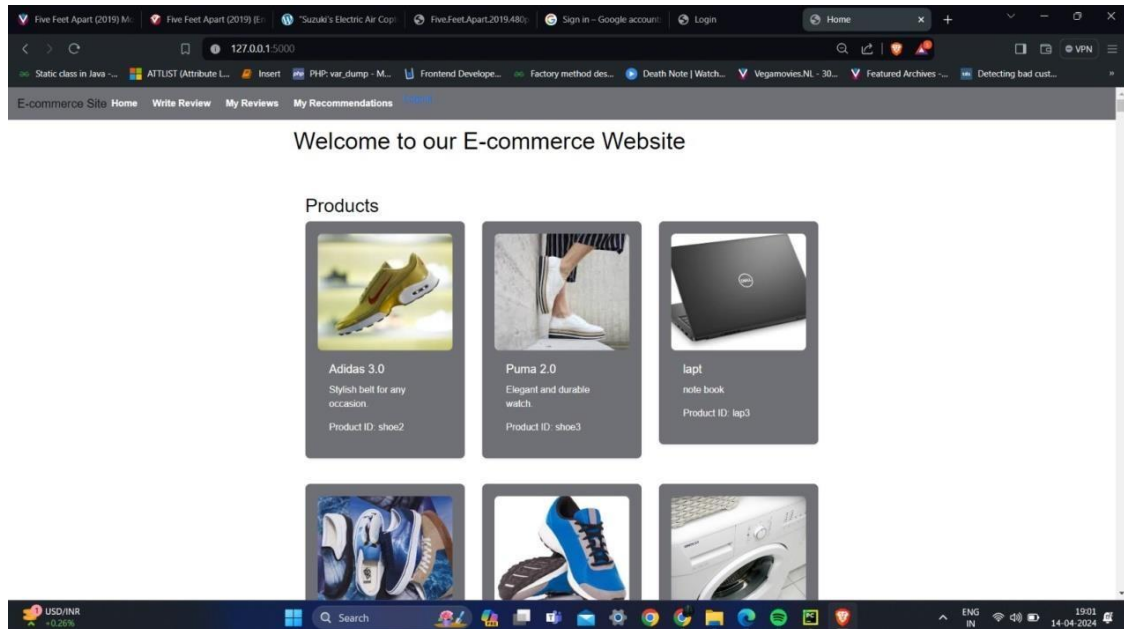 Five Feet Apart (2019) Mo
Five Feet Apart (2019) (En
"Suzuki's Electric Air Copt
Five.Feet.Apart.2019.480p
Sign in – Google accounts
Login
Home
127.0.0.1:5000
VPN
Static class in Java -...
ATTLIST (Attribute L...
Insert
PHP: var_dump - M...
Frontend Develope...
Factory method des...
Death Note | Watch...
Vegamovies.NL - 30...
Featured Archives -...
Detecting bad cust...
E-commerce Site Home Write Review My Reviews My Recommendations
Welcome to our E-commerce Website
Products
DELL
Adidas 3.0
Stylish belt for any
occasion.
Product ID: shoe2
Puma 2.0
Elegant and durable
watch.
Product ID: shoe3
lapt
note book
Product ID: lap3
USD/INR
+0.26%
Search
ENG
IN
19:01
14-04-2024